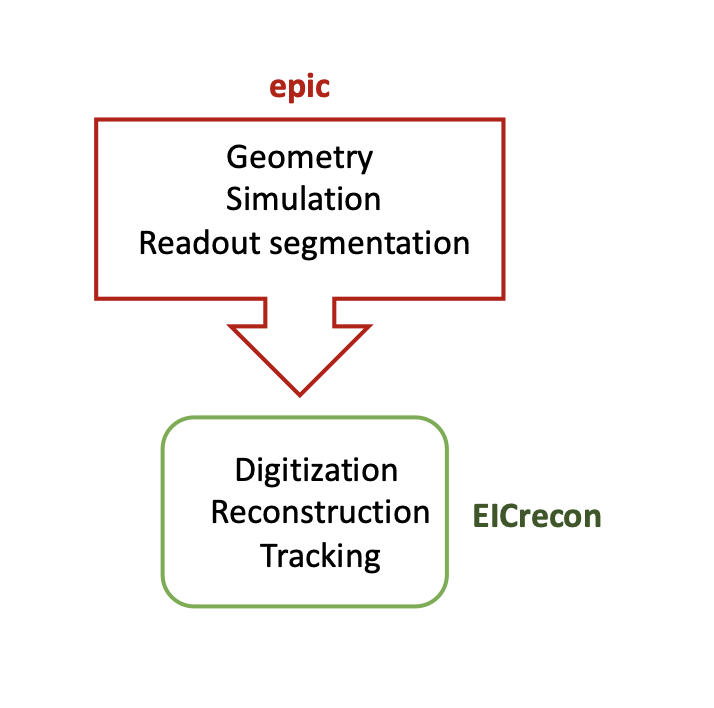 epic
Geometry
Simulation
Readout segmentation
Digitization
Reconstruction
Tracking
EICrecon